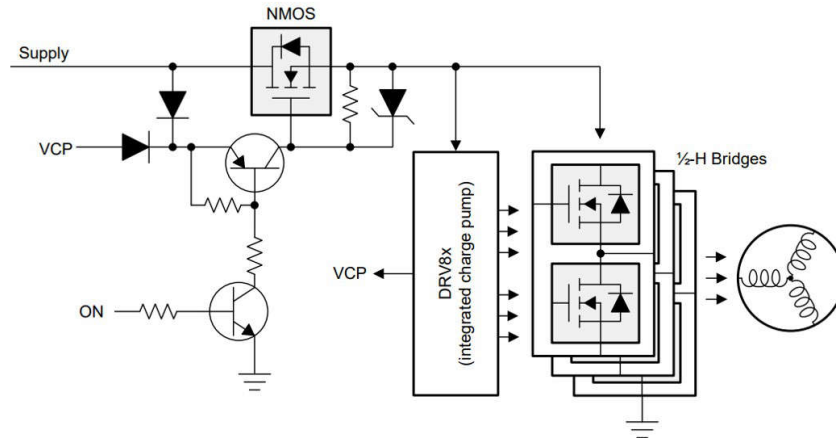 NMOS
Supply
VCP
½-H Bridges
DRV8x
(integrated charge pump)
VCP
ON